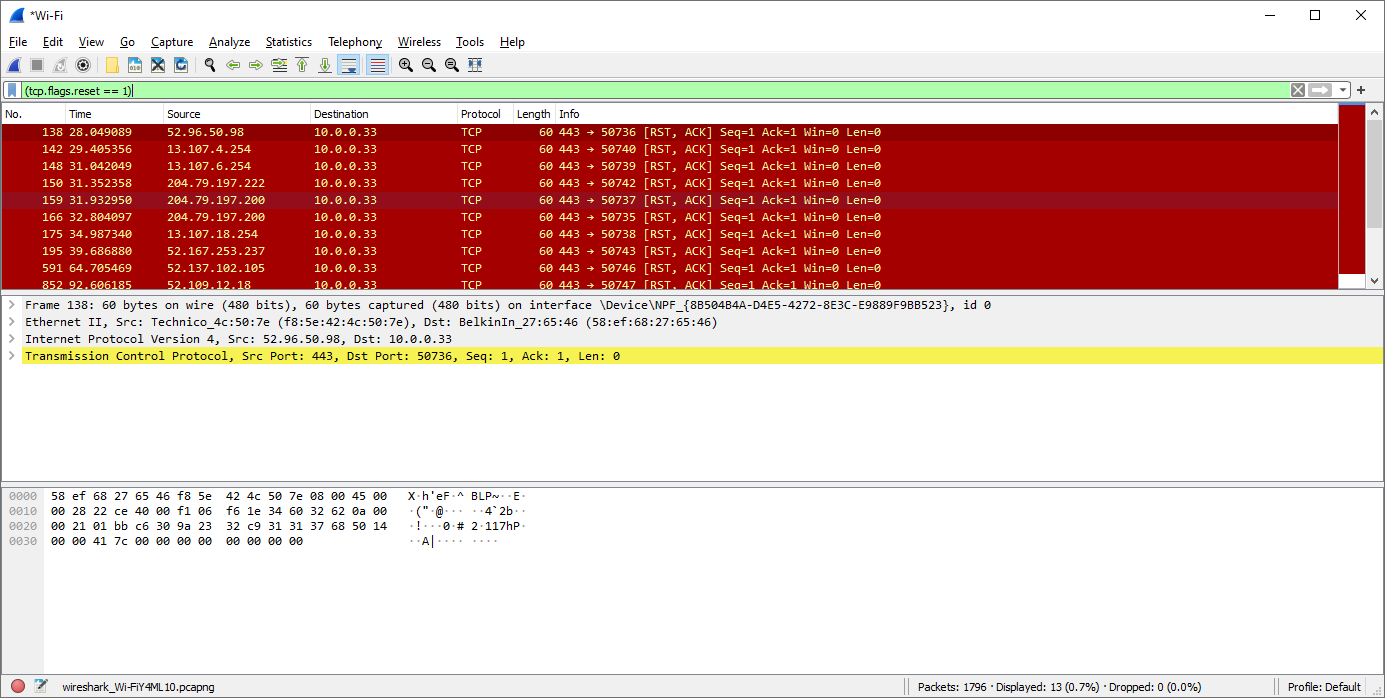 *Wi-Fi
File Edit View Go Capture Analyze Statistics Telephony Wireless Tools Help
(tcp.flags.reset == 1)
No. Time Source Destination Protocol Length Info
138 28.049089 52.96.50.98 10.0.0.33 TCP 60 443 → 50736 [RST, ACK] Seq=1 Ack=1 Win=0 Len=0
142 29.405356 13.107.4.254 10.0.0.33 TCP 60 443 → 50740 [RST, ACK] Seq=1 Ack=1 Win=0 Len=0
148 31.042049 13.107.6.254 10.0.0.33 TCP 60 443 → 50739 [RST, ACK] Seq=1 Ack=1 Win=0 Len=0
150 31.352358 204.79.197.222 10.0.0.33 TCP 60 443 → 50742 [RST, ACK] Seq=1 Ack=1 Win=0 Len=0
159 31.932950 204.79.197.200 10.0.0.33 TCP 60 443 → 50737 [RST, ACK] Seq=1 Ack=1 Win=0 Len=0
166 32.804097 204.79.197.200 10.0.0.33 TCP 60 443 → 50735 [RST, ACK] Seq=1 Ack=1 Win=0 Len=0
175 34.987340 13.107.18.254 10.0.0.33 TCP 60 443 → 50738 [RST, ACK] Seq=1 Ack=1 Win=0 Len=0
195 39.686880 52.167.253.237 10.0.0.33 TCP 60 443 → 50743 [RST, ACK] Seq=1 Ack=1 Win=0 Len=0
591 64.705469 52.137.102.105 10.0.0.33 TCP 60 443 → 50746 [RST, ACK] Seq=1 Ack=1 Win=0 Len=0
852 92.606185 52.109.12.18 10.0.0.33 TCP 60 443 → 50747 [RST, ACK] Seq=1 Ack=1 Win=0 Len=0
Frame 138: 60 bytes on wire (480 bits), 60 bytes captured (480 bits) on interface \Device\NPF_{8B504B4A-D4E5-4272-8E3C-E9889F9BB523}, id 0
Ethernet II, Src: Technico_4c:50:7e (f8:5e:42:4c:50:7e), Dst: BelkinIn_27:65:46 (58:ef:68:27:65:46)
Internet Protocol Version 4, Src: 52.96.50.98, Dst: 10.0.0.33
Transmission Control Protocol, Src Port: 443, Dst Port: 50736, Seq: 1, Ack: 1, Len: 0
0000 58 ef 68 27 65 46 f8 5e 42 4c 50 7e 08 00 45 00 X·h'eF·^ BLP~··E·
0010 00 28 22 ce 40 00 f1 06 f6 1e 34 60 32 62 0a 00 ·("·@··· ··4`2b··
0020 00 21 01 bb c6 30 9a 23 32 c9 31 31 37 68 50 14 ·!···0·# 2·117hP·
0030 00 00 41 7c 00 00 00 00 00 00 00 00 ··A|···· ····
wireshark_Wi-FiY4ML10.pcapng Packets: 1796 · Displayed: 13 (0.7%) · Dropped: 0 (0.0%) Profile: Default